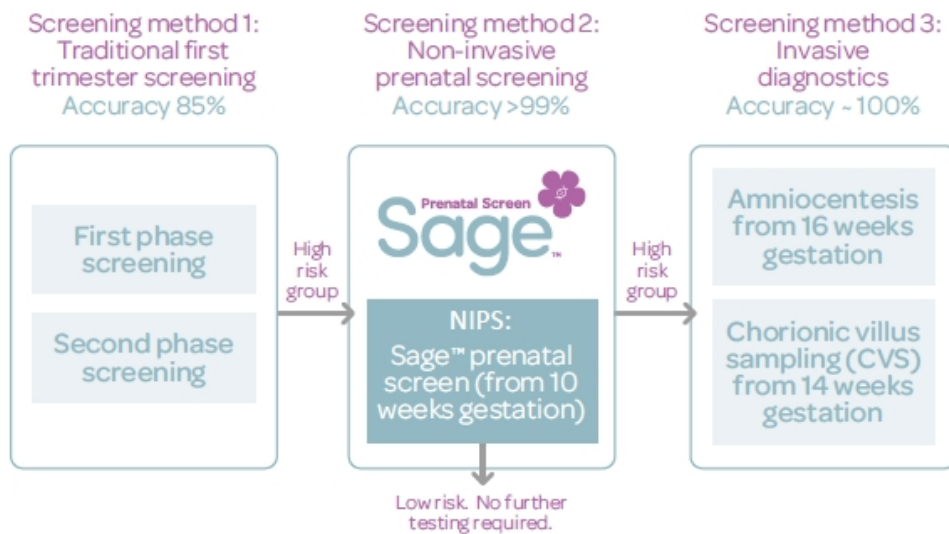 Screening method 1:
Traditional first
trimester screening
Accuracy 85%
First phase
screening
Second phase
screening
High
risk
group
Screening method 2:
Non-invasive
prenatal screening
Accuracy >99%
Prenatal Screen
Sage™
NIPS:
Sage™ prenatal
screen (from 10
weeks gestation)
Low risk. No further
testing required.
High
risk
group
Screening method 3:
Invasive
diagnostics
Accuracy ~ 100%
Amniocentesis
from 16 weeks
gestation
Chorionic villus
sampling (CVS)
from 14 weeks
gestation